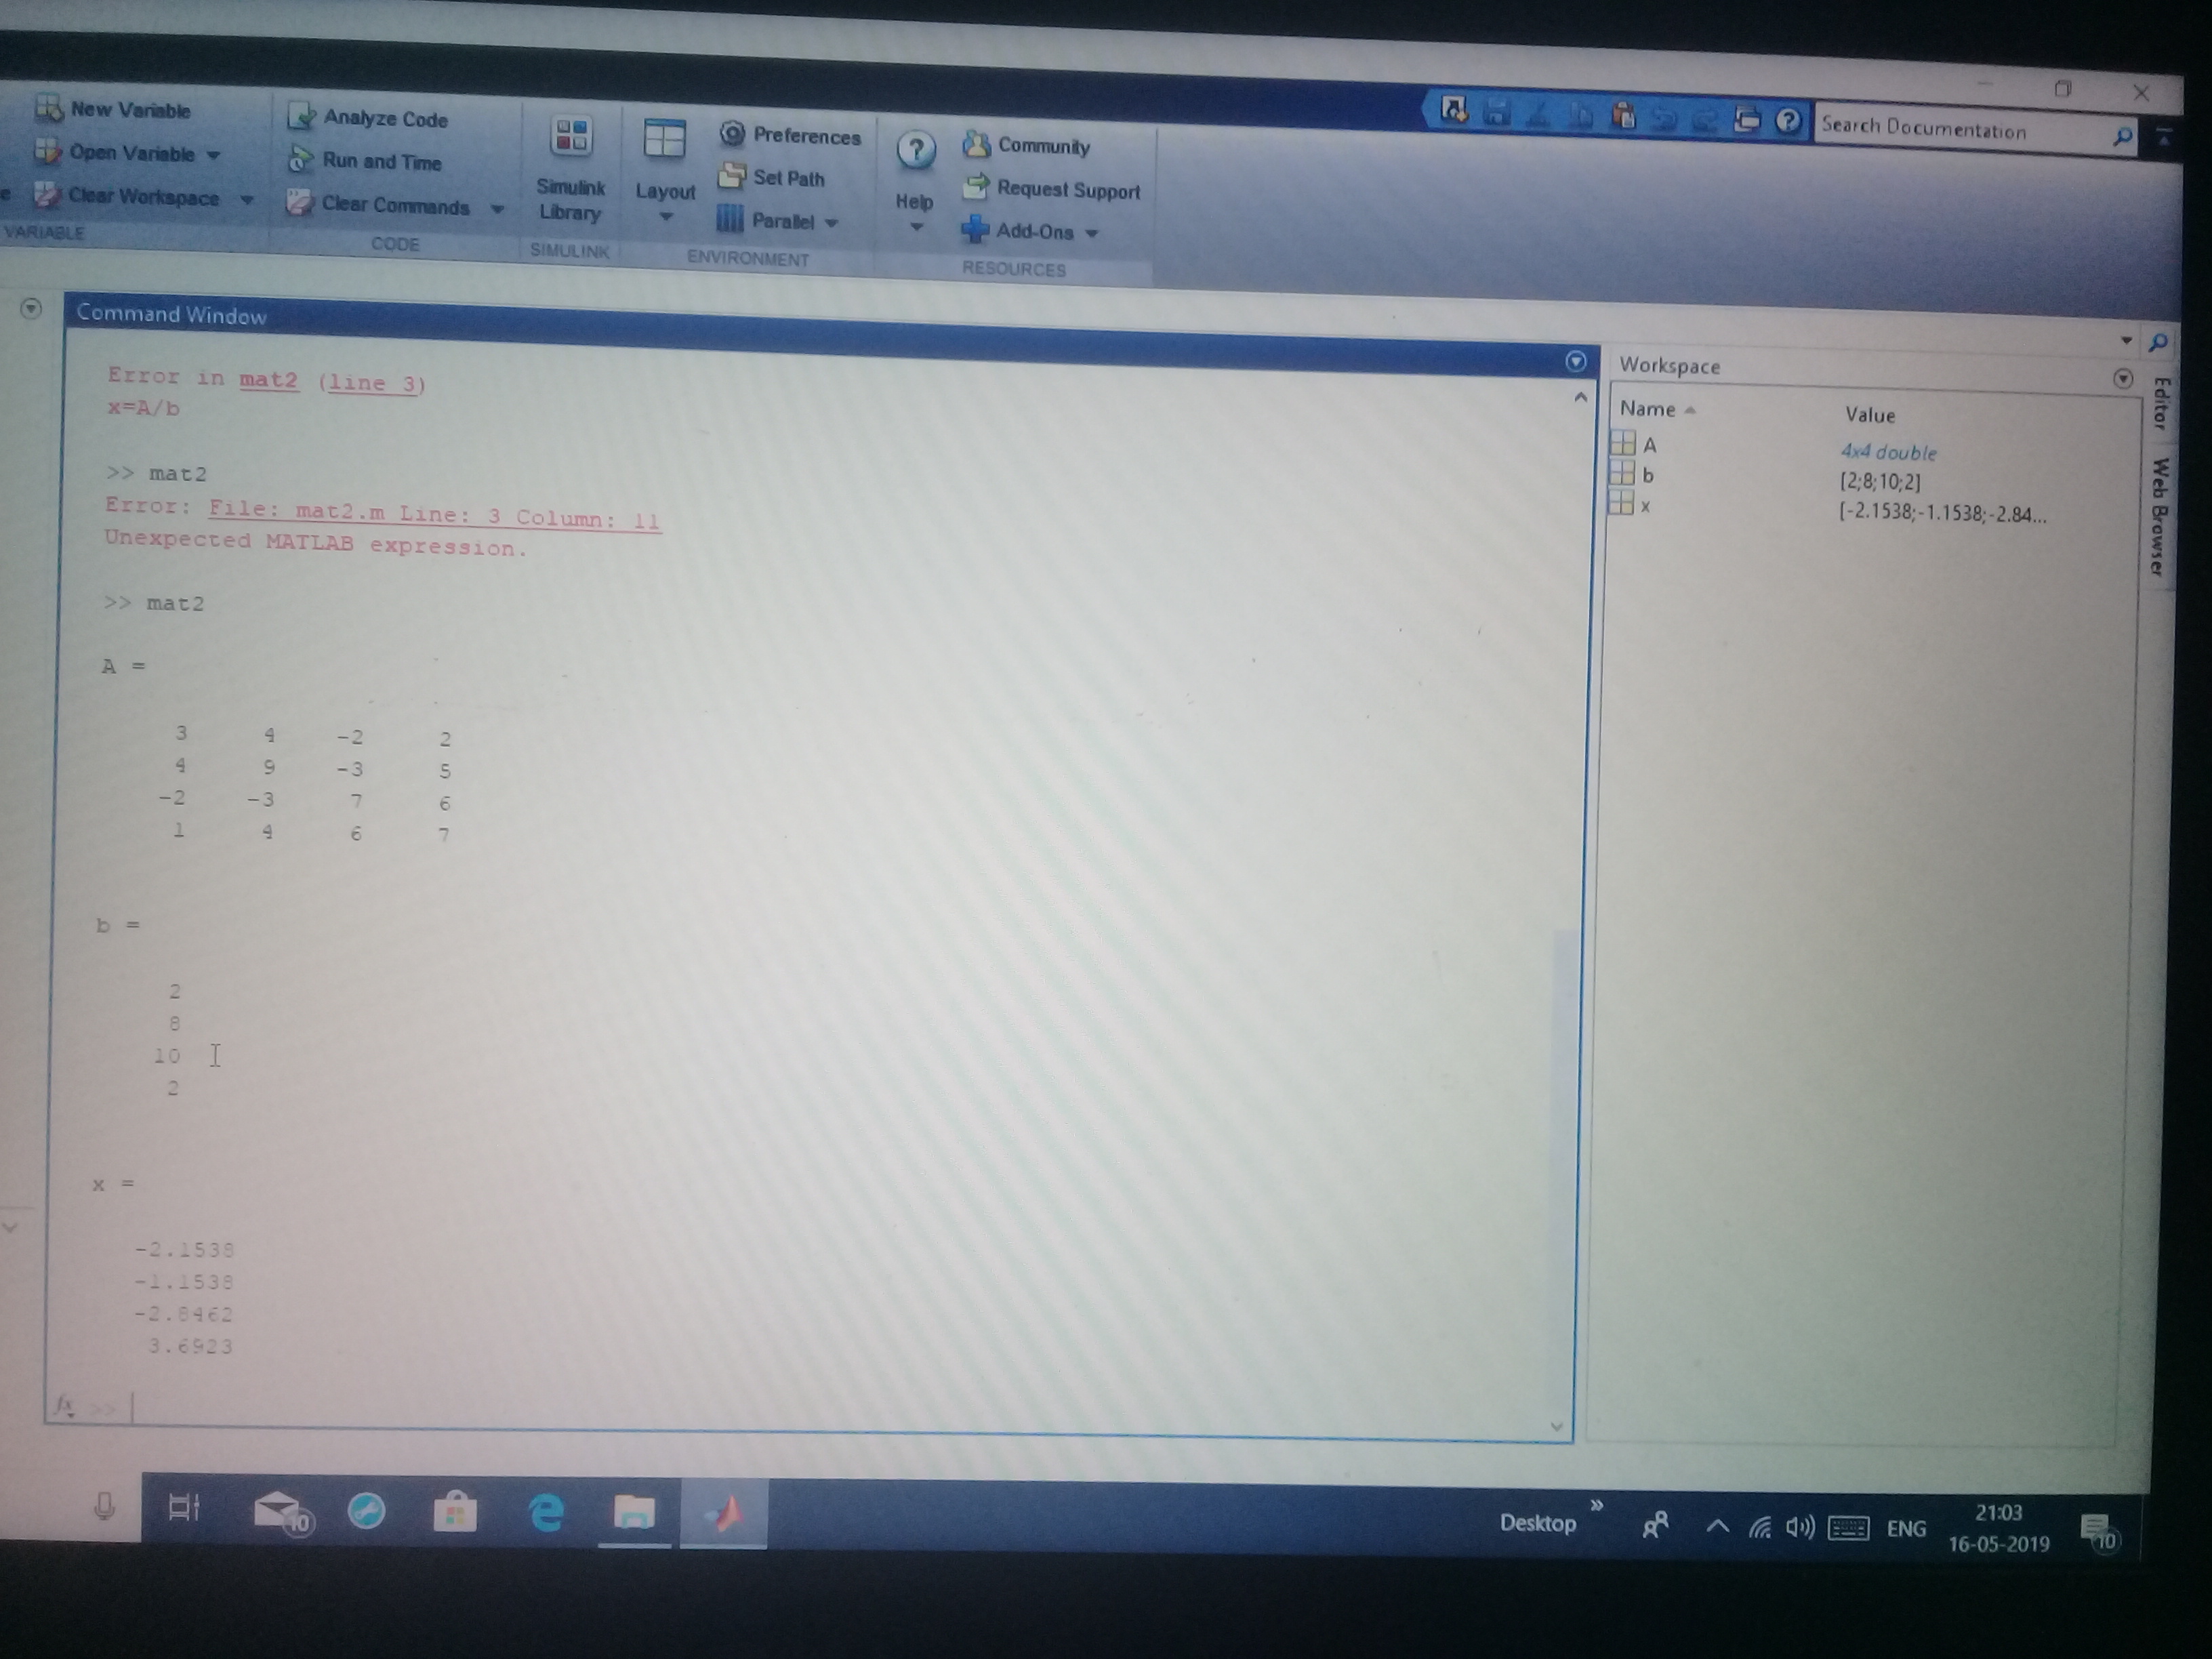 New Variable
Open Variable
Clear Workspace
VARIABLE
Analyze Code
Run and Time
Clear Commands
CODE
Simulink
Library
SIMULINK
Layout
Preferences
Set Path
Parallel
ENVIRONMENT
Help
Community
Request Support
Add-Ons
RESOURCES
Search Documentation
Command Window
Error in mat2 (line 3)
x=A/b
>> mat2
Error: File: mat2.m Line: 3 Column: 11
Unexpected MATLAB expression.
>> mat2
A =
3 4 -2 2
4 9 -3 5
-2 -3 7 6
1 4 6 7
b =
2
8
10
2
x =
-2.1538
-1.1538
-2.8462
3.6923
fx >>
Workspace
Name Value
A 4x4 double
b [2;8;10;2]
x [-2.1538;-1.1538;-2.84...
Editor
Web Browser
10
Desktop
ENG
21:03
16-05-2019
10